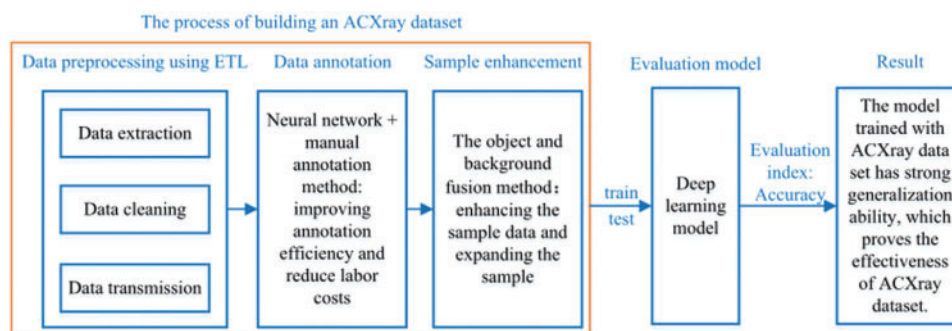 The process of building an ACXray dataset
Data preprocessing using ETL
Data extraction
Data cleaning
Data transmission
Data annotation
Neural network +
manual
annotation
method:
improving
annotation
efficiency and
reduce labor
costs
Sample enhancement
The object and
background
fusion method：
enhancing the
sample data and
expanding the
sample
train
test
Evaluation model
Deep
learning
model
Evaluation
index:
Accuracy
Result
The model
trained with
ACXray data
set has strong
generalization
ability, which
proves the
effectiveness
of ACXray
dataset.